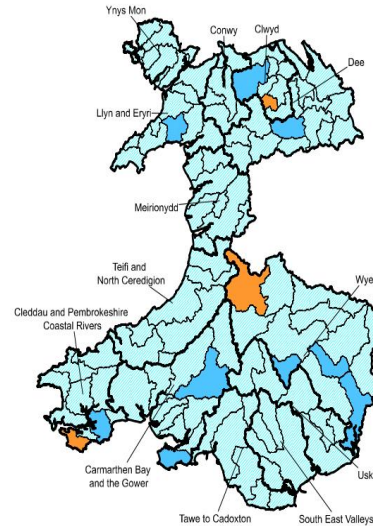 Ynys Mon
Conwy
Clwyd
Dee
Llyn and Eryri
Meirionydd
Teifi and
North Ceredigion
Wye
Cleddau and Pembrokeshire
Coastal Rivers
Carmarthen Bay
and the Gower
Usk
Tawe to Cadoxton
South East Valleys